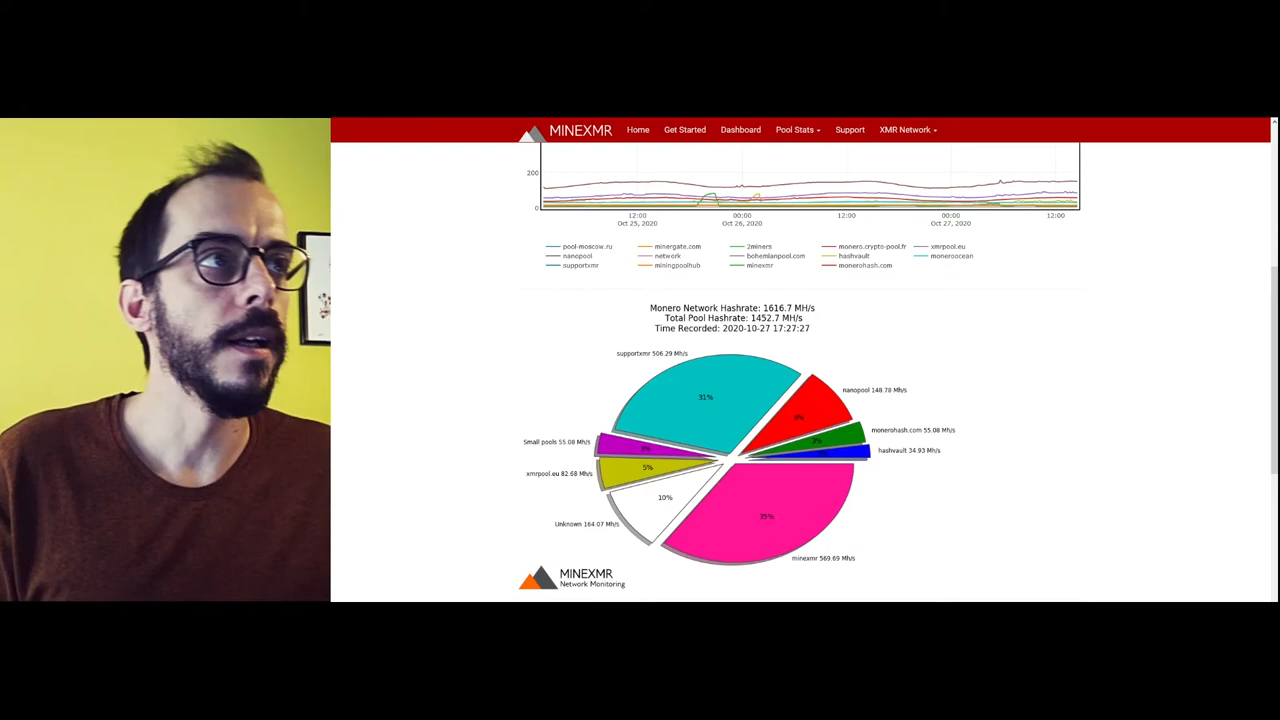 MINEXMR Home Get Started Dashboard Pool Stats Support XMR Network
200
0
12:00 00:00 12:00 00:00 12:00
Oct 25, 2020 Oct 26, 2020 Oct 27, 2020
pool-moscow.ru minergate.com 2miners monero.crypto-pool.fr xmrpool.eu
nanopool network bohemianpool.com hashvault moneroocean
supportxmr miningpoolhub minexmr monerohash.com
Monero Network Hashrate: 1616.7 MH/s
Total Pool Hashrate: 1452.7 MH/s
Time Recorded: 2020-10-27 17:27:27
supportxmr 506.29 Mh/s
31%
nanopool 148.78 Mh/s
9%
monerohash.com 55.08 Mh/s
3%
hashvault 34.93 Mh/s
Small pools 55.08 Mh/s
3%
xmrpool.eu 82.68 Mh/s
5%
10%
Unknown 164.07 Mh/s
35%
minexmr 569.69 Mh/s
MINEXMR
Network Monitoring